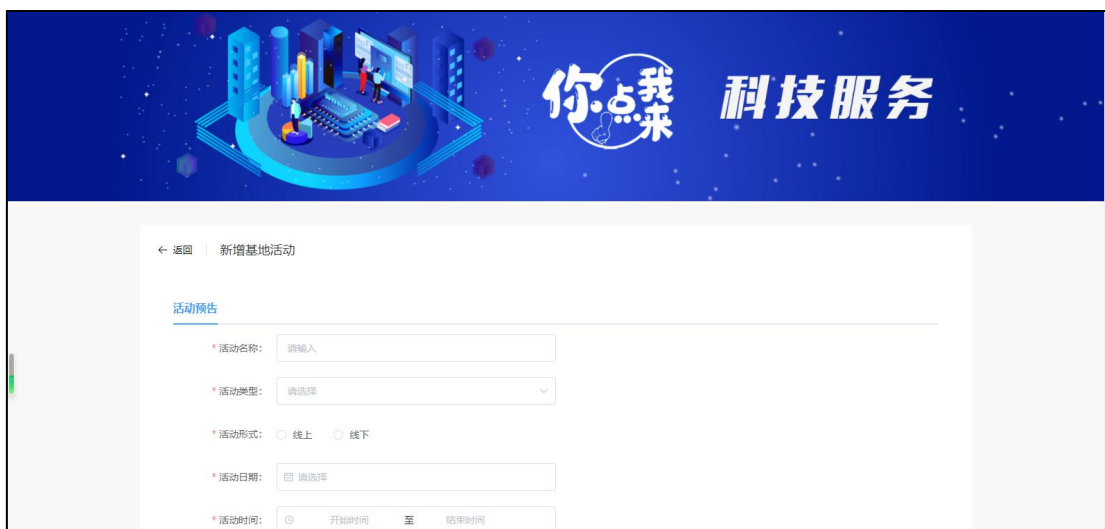 你点我来 科技服务
← 返回 新增基地活动
活动预告
* 活动名称： 请输入
* 活动类型： 请选择
* 活动形式： 线上 线下
* 活动日期： 请选择
* 活动时间： 开始时间 至 结束时间